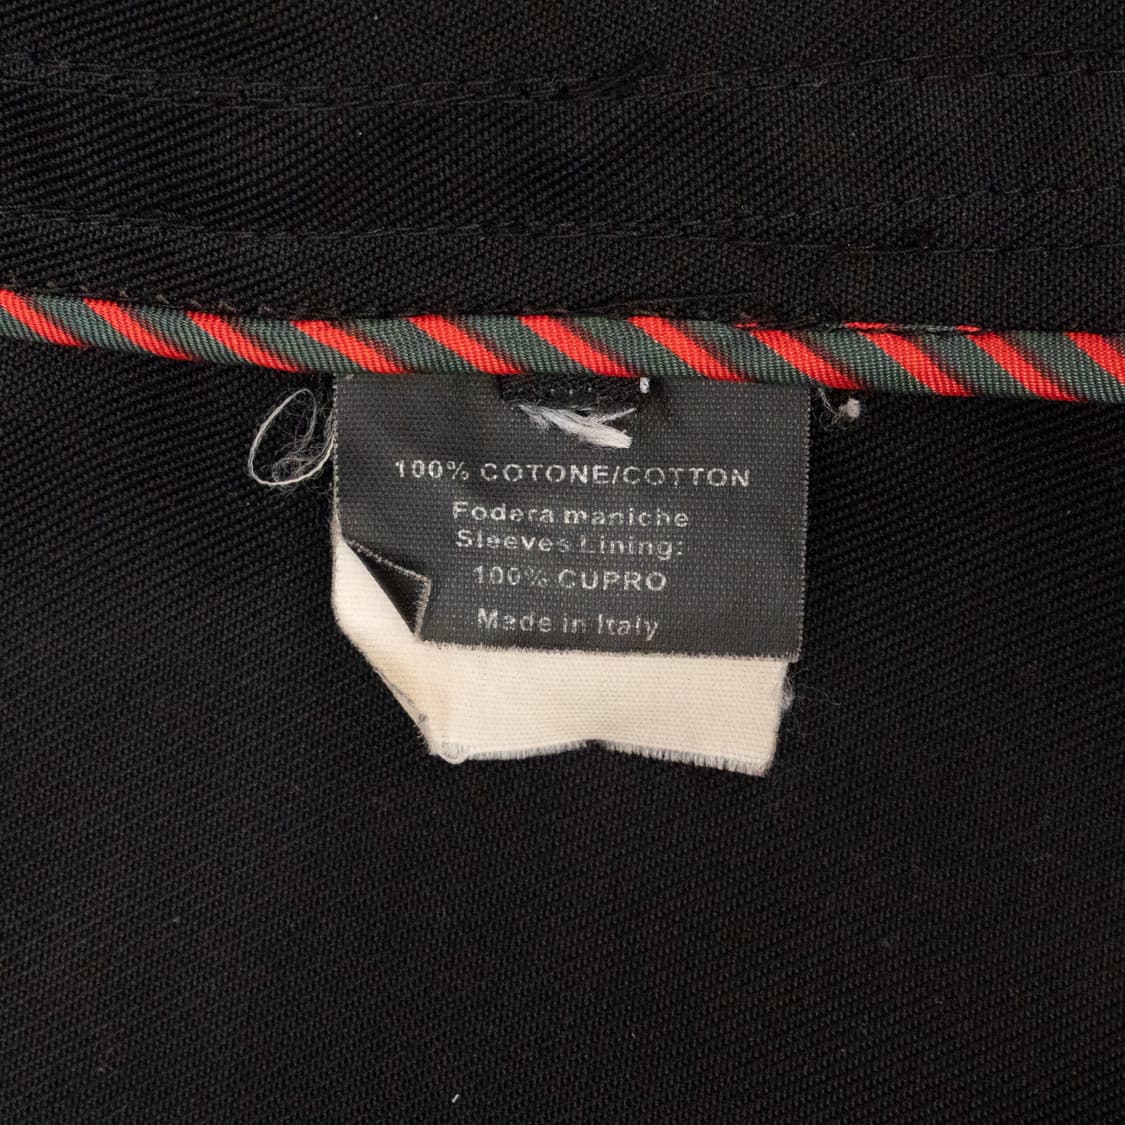 100% COTONE/COTTON
Fodera maniche
Sleeves Lining:
100% CUPRO
Made in Italy